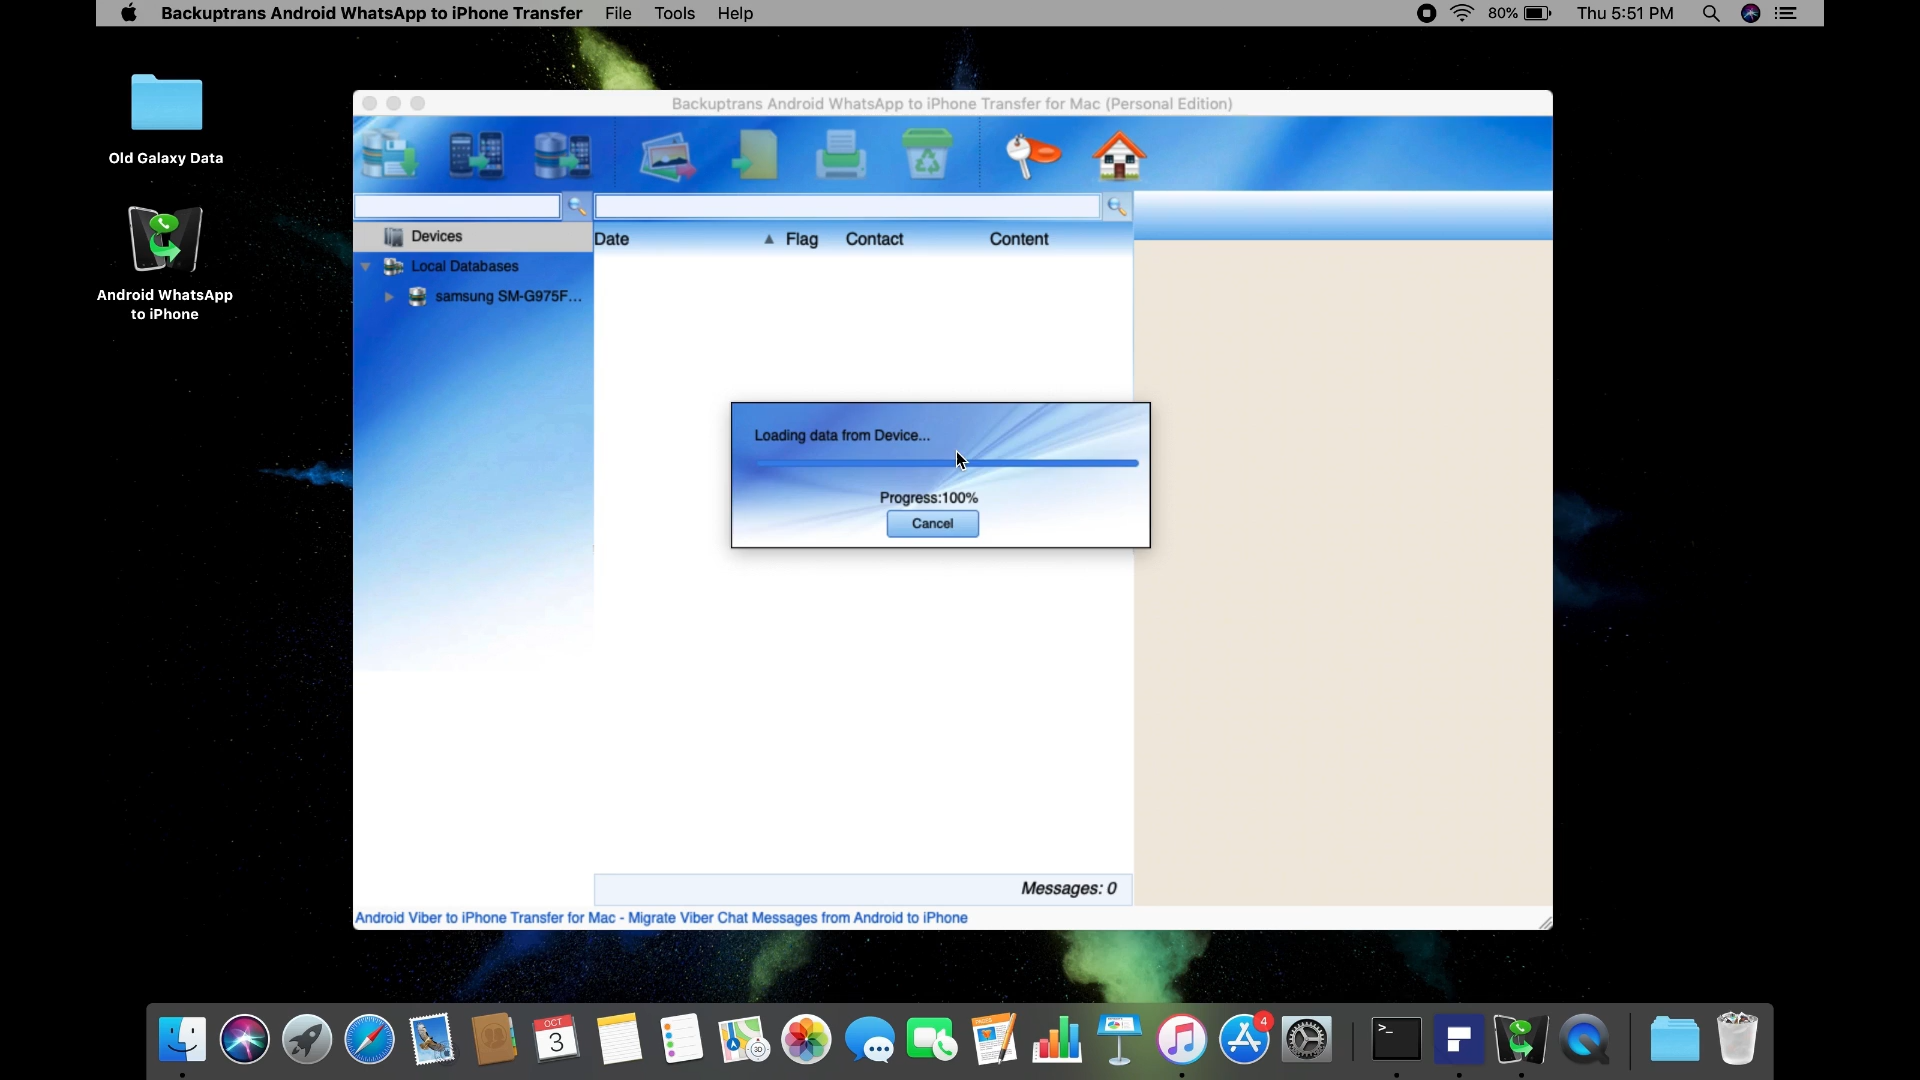 Backuptrans Android WhatsApp to iPhone Transfer File Tools Help 80% Thu 5:51 PM
Old Galaxy Data
Android WhatsApp
to iPhone
Backuptrans Android WhatsApp to iPhone Transfer for Mac (Personal Edition)
Devices
Local Databases
samsung SM-G975F...
Date Flag Contact Content
Loading data from Device...
Progress:100%
Cancel
Messages: 0
Android Viber to iPhone Transfer for Mac - Migrate Viber Chat Messages from Android to iPhone
OCT
3
3D
4
>_